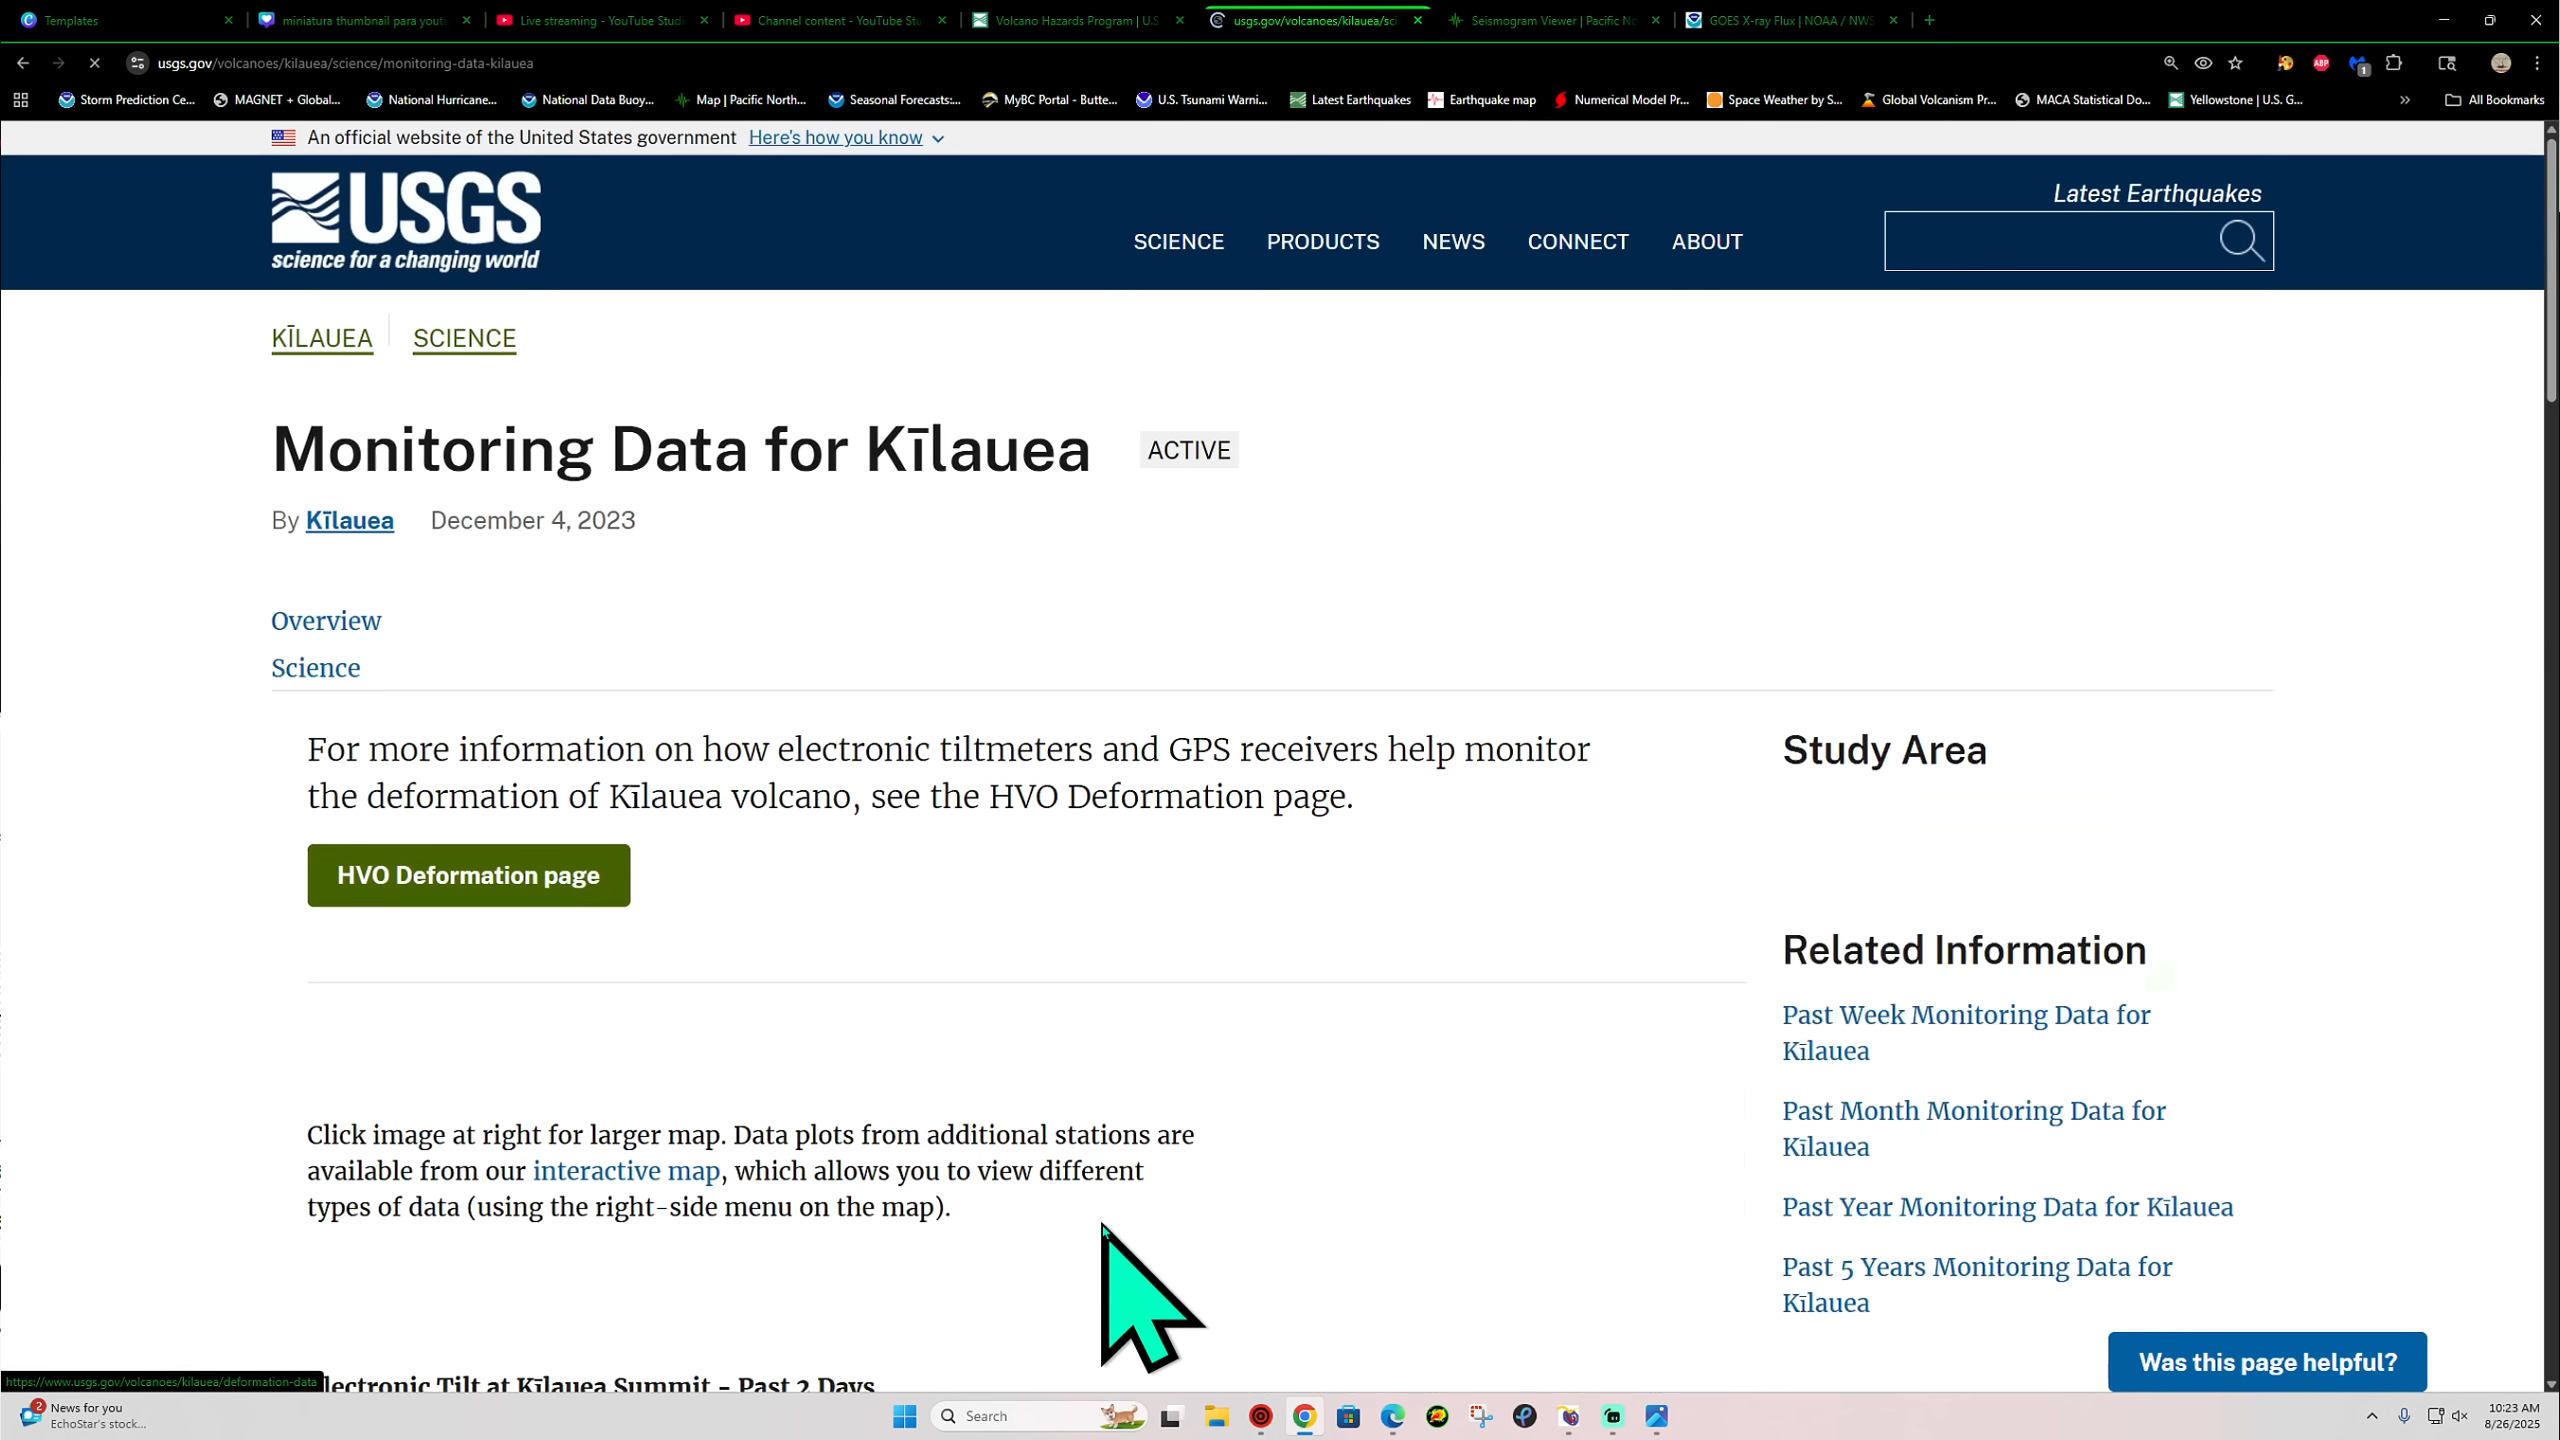 Templates
miniatura thumbnail para yout
Live streaming - YouTube Studi
Channel content - YouTube Stu
Volcano Hazards Program | U.S
usgs.gov/volcanoes/kilauea/sci
Seismogram Viewer | Pacific No
GOES X-ray Flux | NOAA / NWS
usgs.gov/volcanoes/kilauea/science/monitoring-data-kilauea
ABP
1
Storm Prediction Ce...
MAGNET + Global...
National Hurricane...
National Data Buoy...
Map | Pacific North...
Seasonal Forecasts:...
MyBC Portal - Butte...
U.S. Tsunami Warni...
Latest Earthquakes
Earthquake map
Numerical Model Pr...
Space Weather by S...
Global Volcanism Pr...
MACA Statistical Do...
Yellowstone | U.S. G...
All Bookmarks
An official website of the United States government Here's how you know
USGS
science for a changing world
SCIENCE PRODUCTS NEWS CONNECT ABOUT
Latest Earthquakes
KĪLAUEA SCIENCE
Monitoring Data for Kīlauea ACTIVE
By Kīlauea December 4, 2023
Overview
Science
For more information on how electronic tiltmeters and GPS receivers help monitor
the deformation of Kīlauea volcano, see the HVO Deformation page.
HVO Deformation page
Click image at right for larger map. Data plots from additional stations are
available from our interactive map, which allows you to view different
types of data (using the right-side menu on the map).
lectronic Tilt at Kīlauea Summit - Past 2 Days
Study Area
Related Information
Past Week Monitoring Data for
Kīlauea
Past Month Monitoring Data for
Kīlauea
Past Year Monitoring Data for Kīlauea
Past 5 Years Monitoring Data for
Kīlauea
Was this page helpful?
https://www.usgs.gov/volcanoes/kilauea/deformation-data
2
News for you
EchoStar's stock...
Search
10:23 AM
8/26/2025